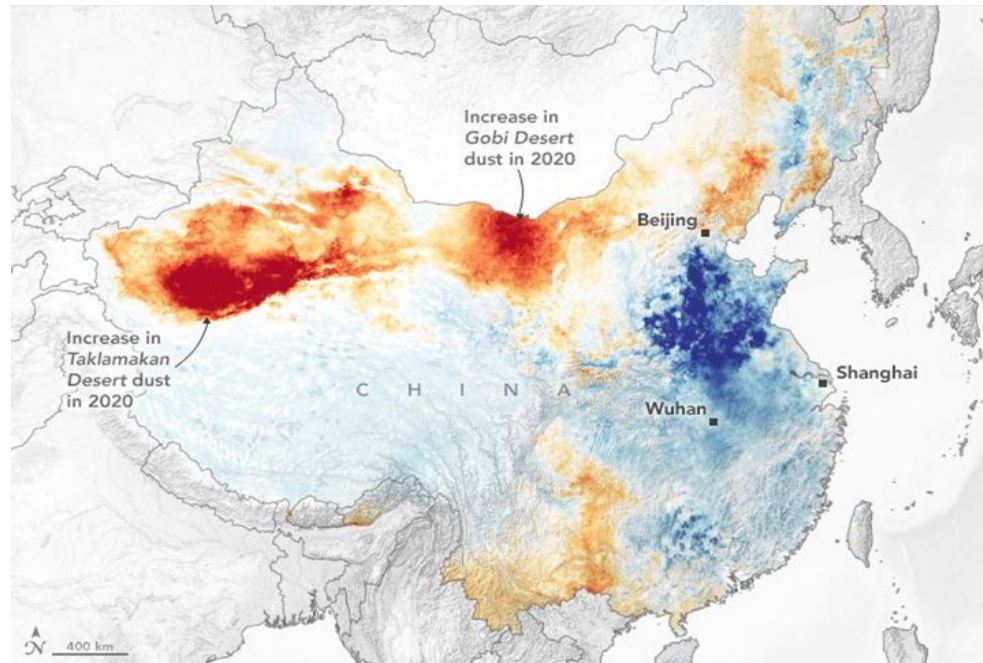 Increase in
Gobi Desert
dust in 2020
Beijing
Increase in
Taklamakan
Desert dust
in 2020
CHINA
Shanghai
Wuhan
N
400 km